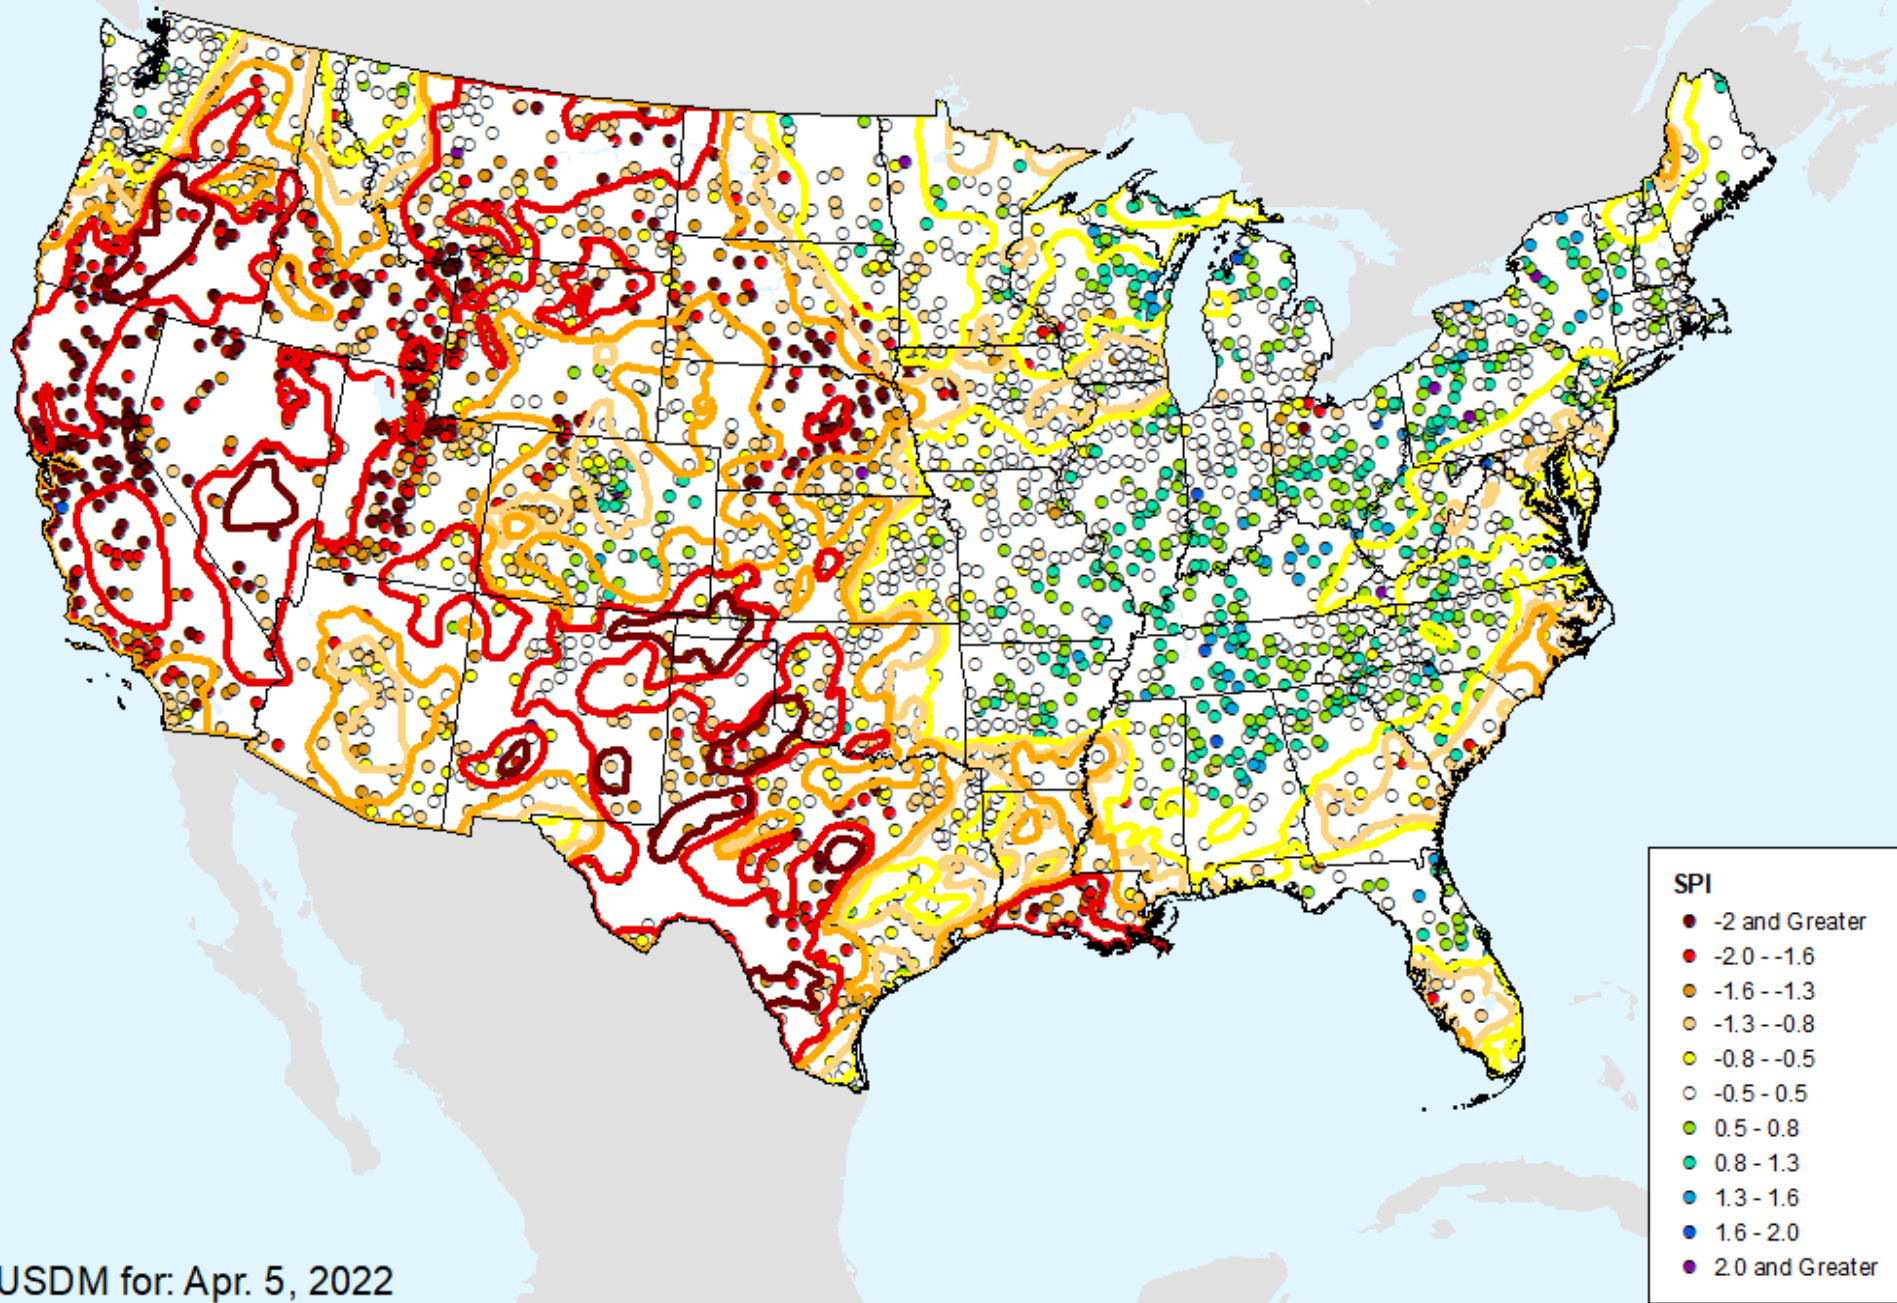 SPI
-2 and Greater
-2.0 - -1.6
-1.6 - -1.3
-1.3 - -0.8
-0.8 - -0.5
-0.5 - 0.5
0.5 - 0.8
0.8 - 1.3
1.3 - 1.6
1.6 - 2.0
2.0 and Greater
USDM for: Apr. 5, 2022